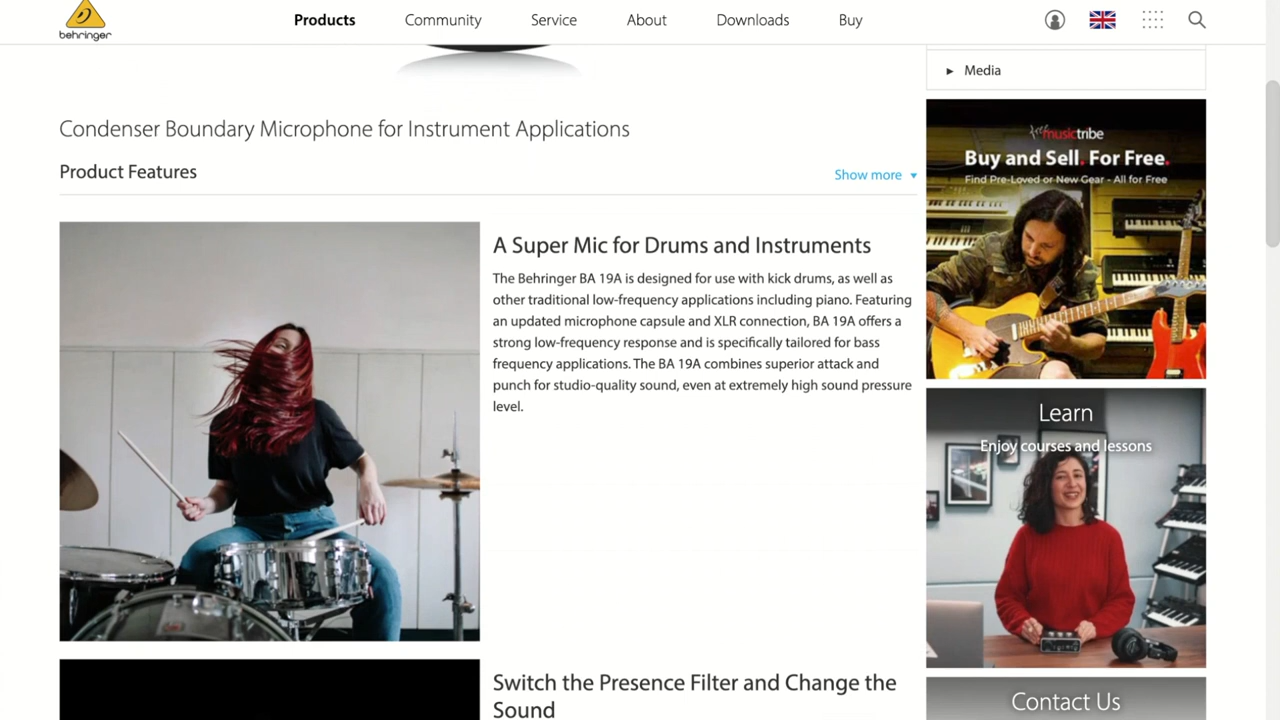 behringer
Products
Community
Service
About
Downloads
Buy
Condenser Boundary Microphone for Instrument Applications
Product Features
Show more
A Super Mic for Drums and Instruments
The Behringer BA 19A is designed for use with kick drums, as well as
other traditional low-frequency applications including piano. Featuring
an updated microphone capsule and XLR connection, BA 19A offers a
strong low-frequency response and is specifically tailored for bass
frequency applications. The BA 19A combines superior attack and
punch for studio-quality sound, even at extremely high sound pressure
level.
Switch the Presence Filter and Change the
Sound
Media
musictribe
Buy and Sell. For Free.
Find Pre-Loved or New Gear - All for Free
Learn
Enjoy courses and lessons
Contact Us